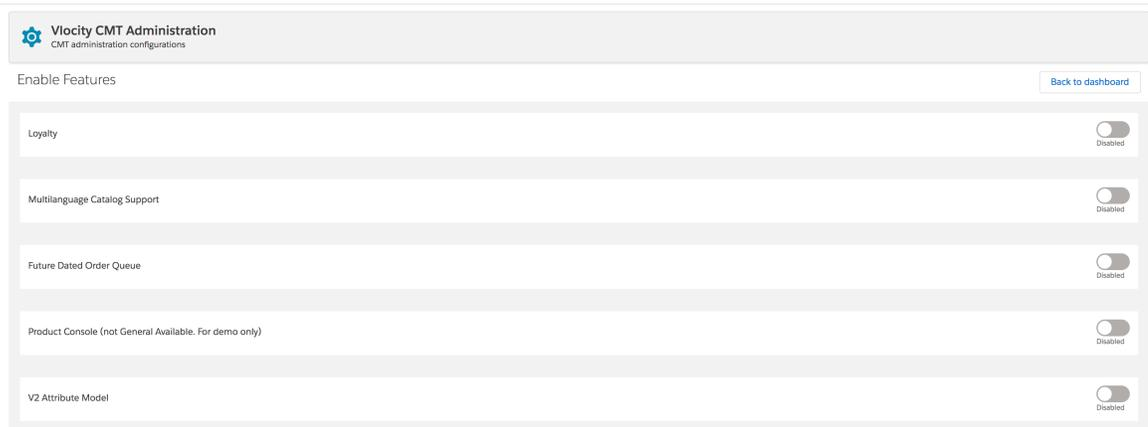 Vlocity CMT Administration
CMT administration configurations
Enable Features
Back to dashboard
Loyalty
Disabled
Multilanguage Catalog Support
Disabled
Future Dated Order Queue
Disabled
Product Console (not General Available. For demo only)
Disabled
V2 Attribute Model
Disabled